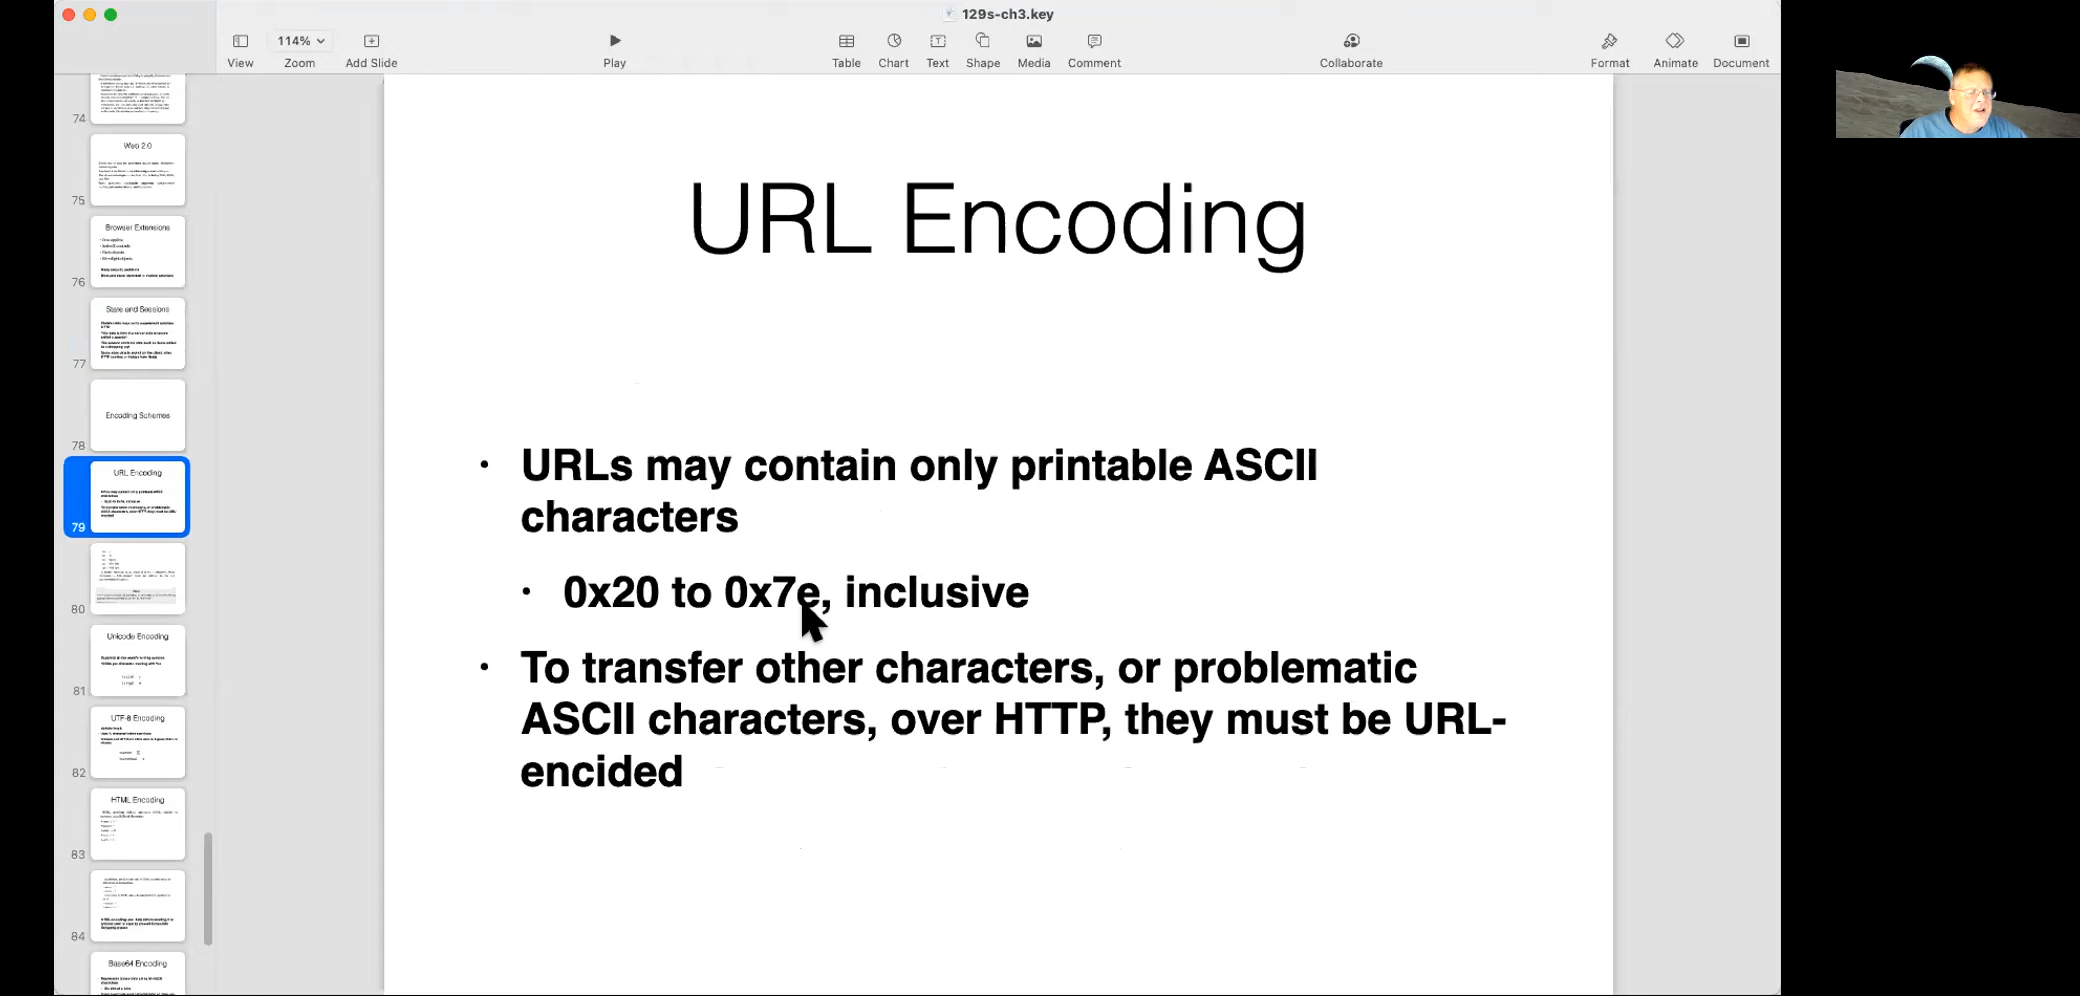 129s-ch3.key
114%
View
Zoom
Add Slide
Play
Table
Chart
Text
Shape
Media
Comment
Collaborate
Format
Animate
Document
74
Web 2.0
75
Browser Extensions
76
State and Sessions
77
Encoding Schemes
78
URL Encoding
79
80
Unicode Encoding
81
UTF-8 Encoding
82
HTML Encoding
83
84
Base64 Encoding
URL Encoding
• URLs may contain only printable ASCII
characters
• 0x20 to 0x7e, inclusive
• To transfer other characters, or problematic
ASCII characters, over HTTP, they must be URL-
encided